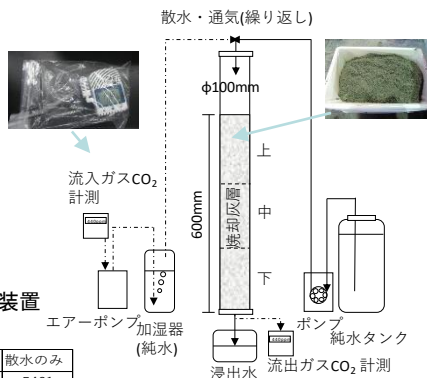 散水・通気(繰り返し)
φ100mm
流入ガスCO₂
計測
上
中
下
焼却灰層
600mm
装置
エアーポンプ
加湿器
(純水)
ポンプ
純水タンク
散水のみ
浸出水
流出ガスCO₂ 計測